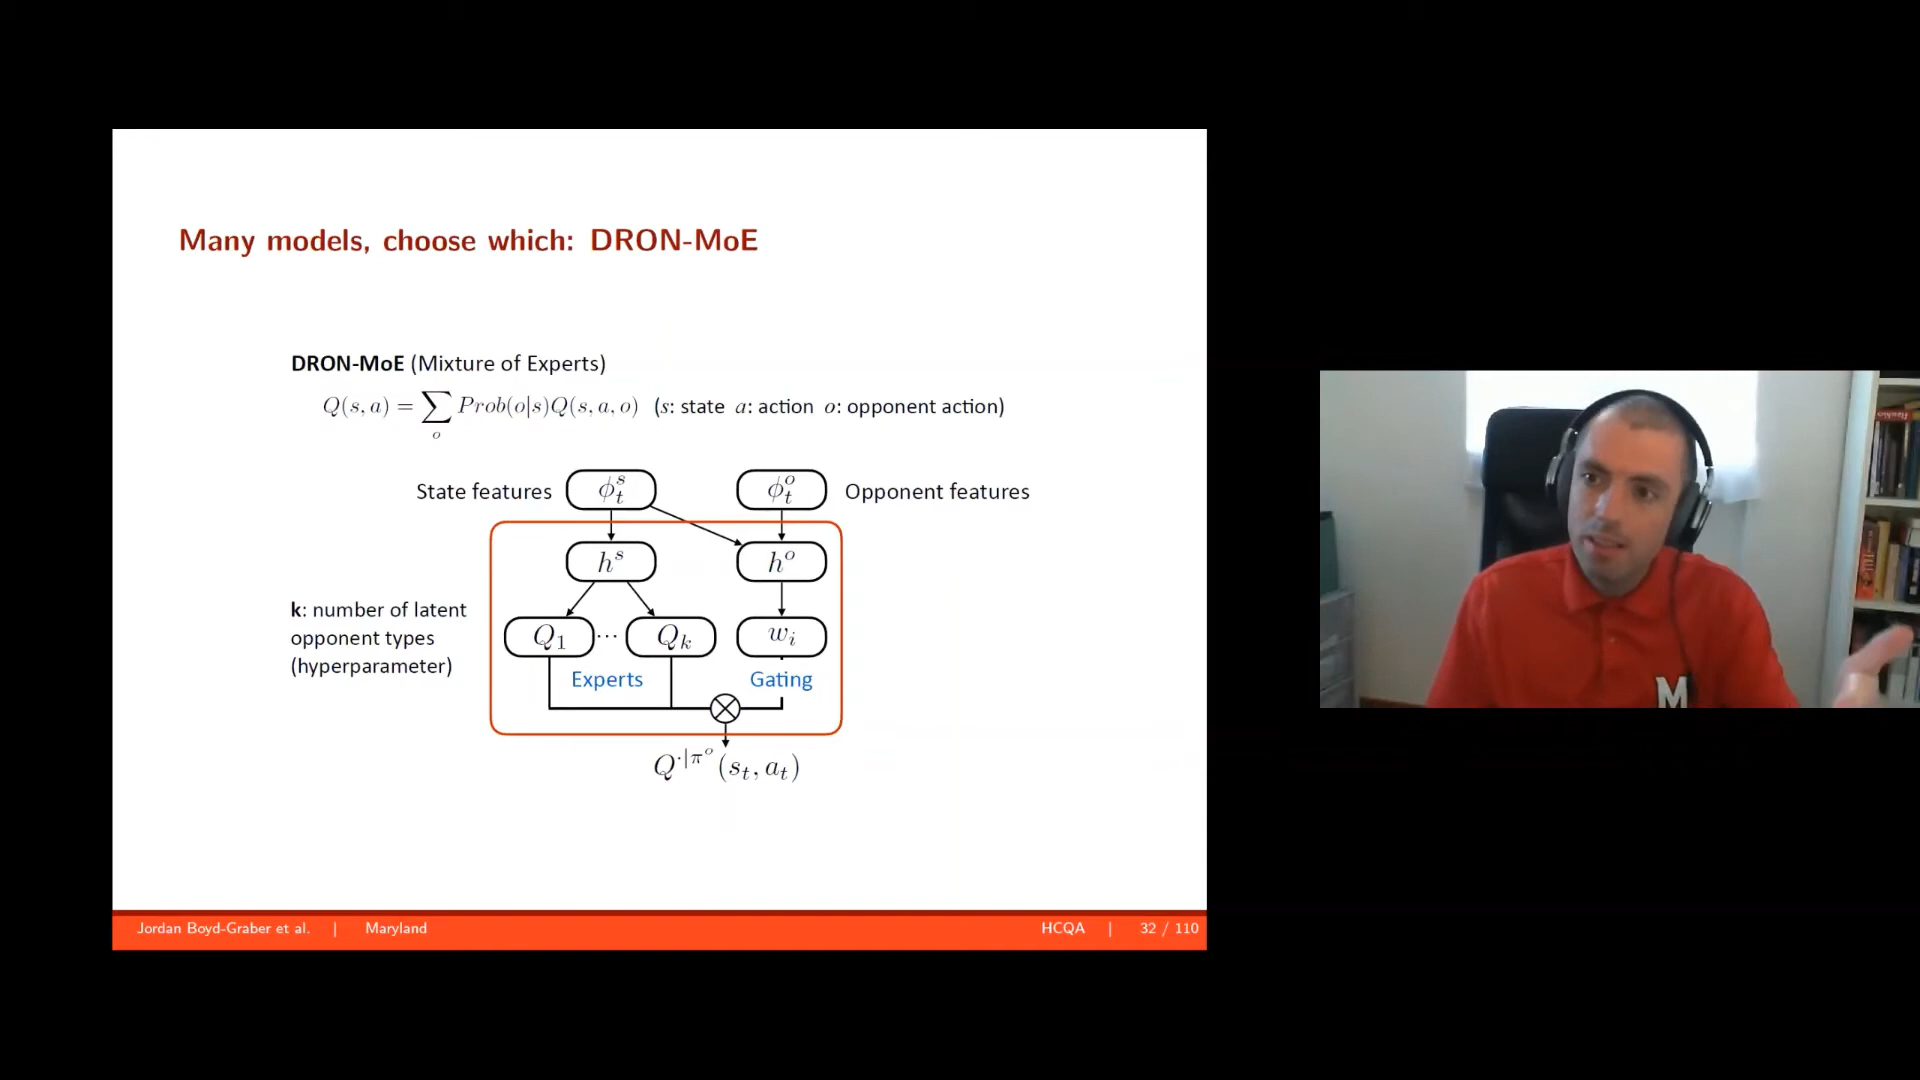 Many models, choose which: DRON-MoE
DRON-MoE (Mixture of Experts)
Q(s, a) = ∑_o Prob(o|s)Q(s, a, o) (s: state a: action o: opponent action)
State features ϕ_t^s ϕ_t^o Opponent features
h^s h^o
k: number of latent
opponent types
(hyperparameter)
Q_1 ··· Q_k w_i
Experts Gating
Q^{·|π^o}(s_t, a_t)
Jordan Boyd-Graber et al. | Maryland HCQA | 32 / 110
M